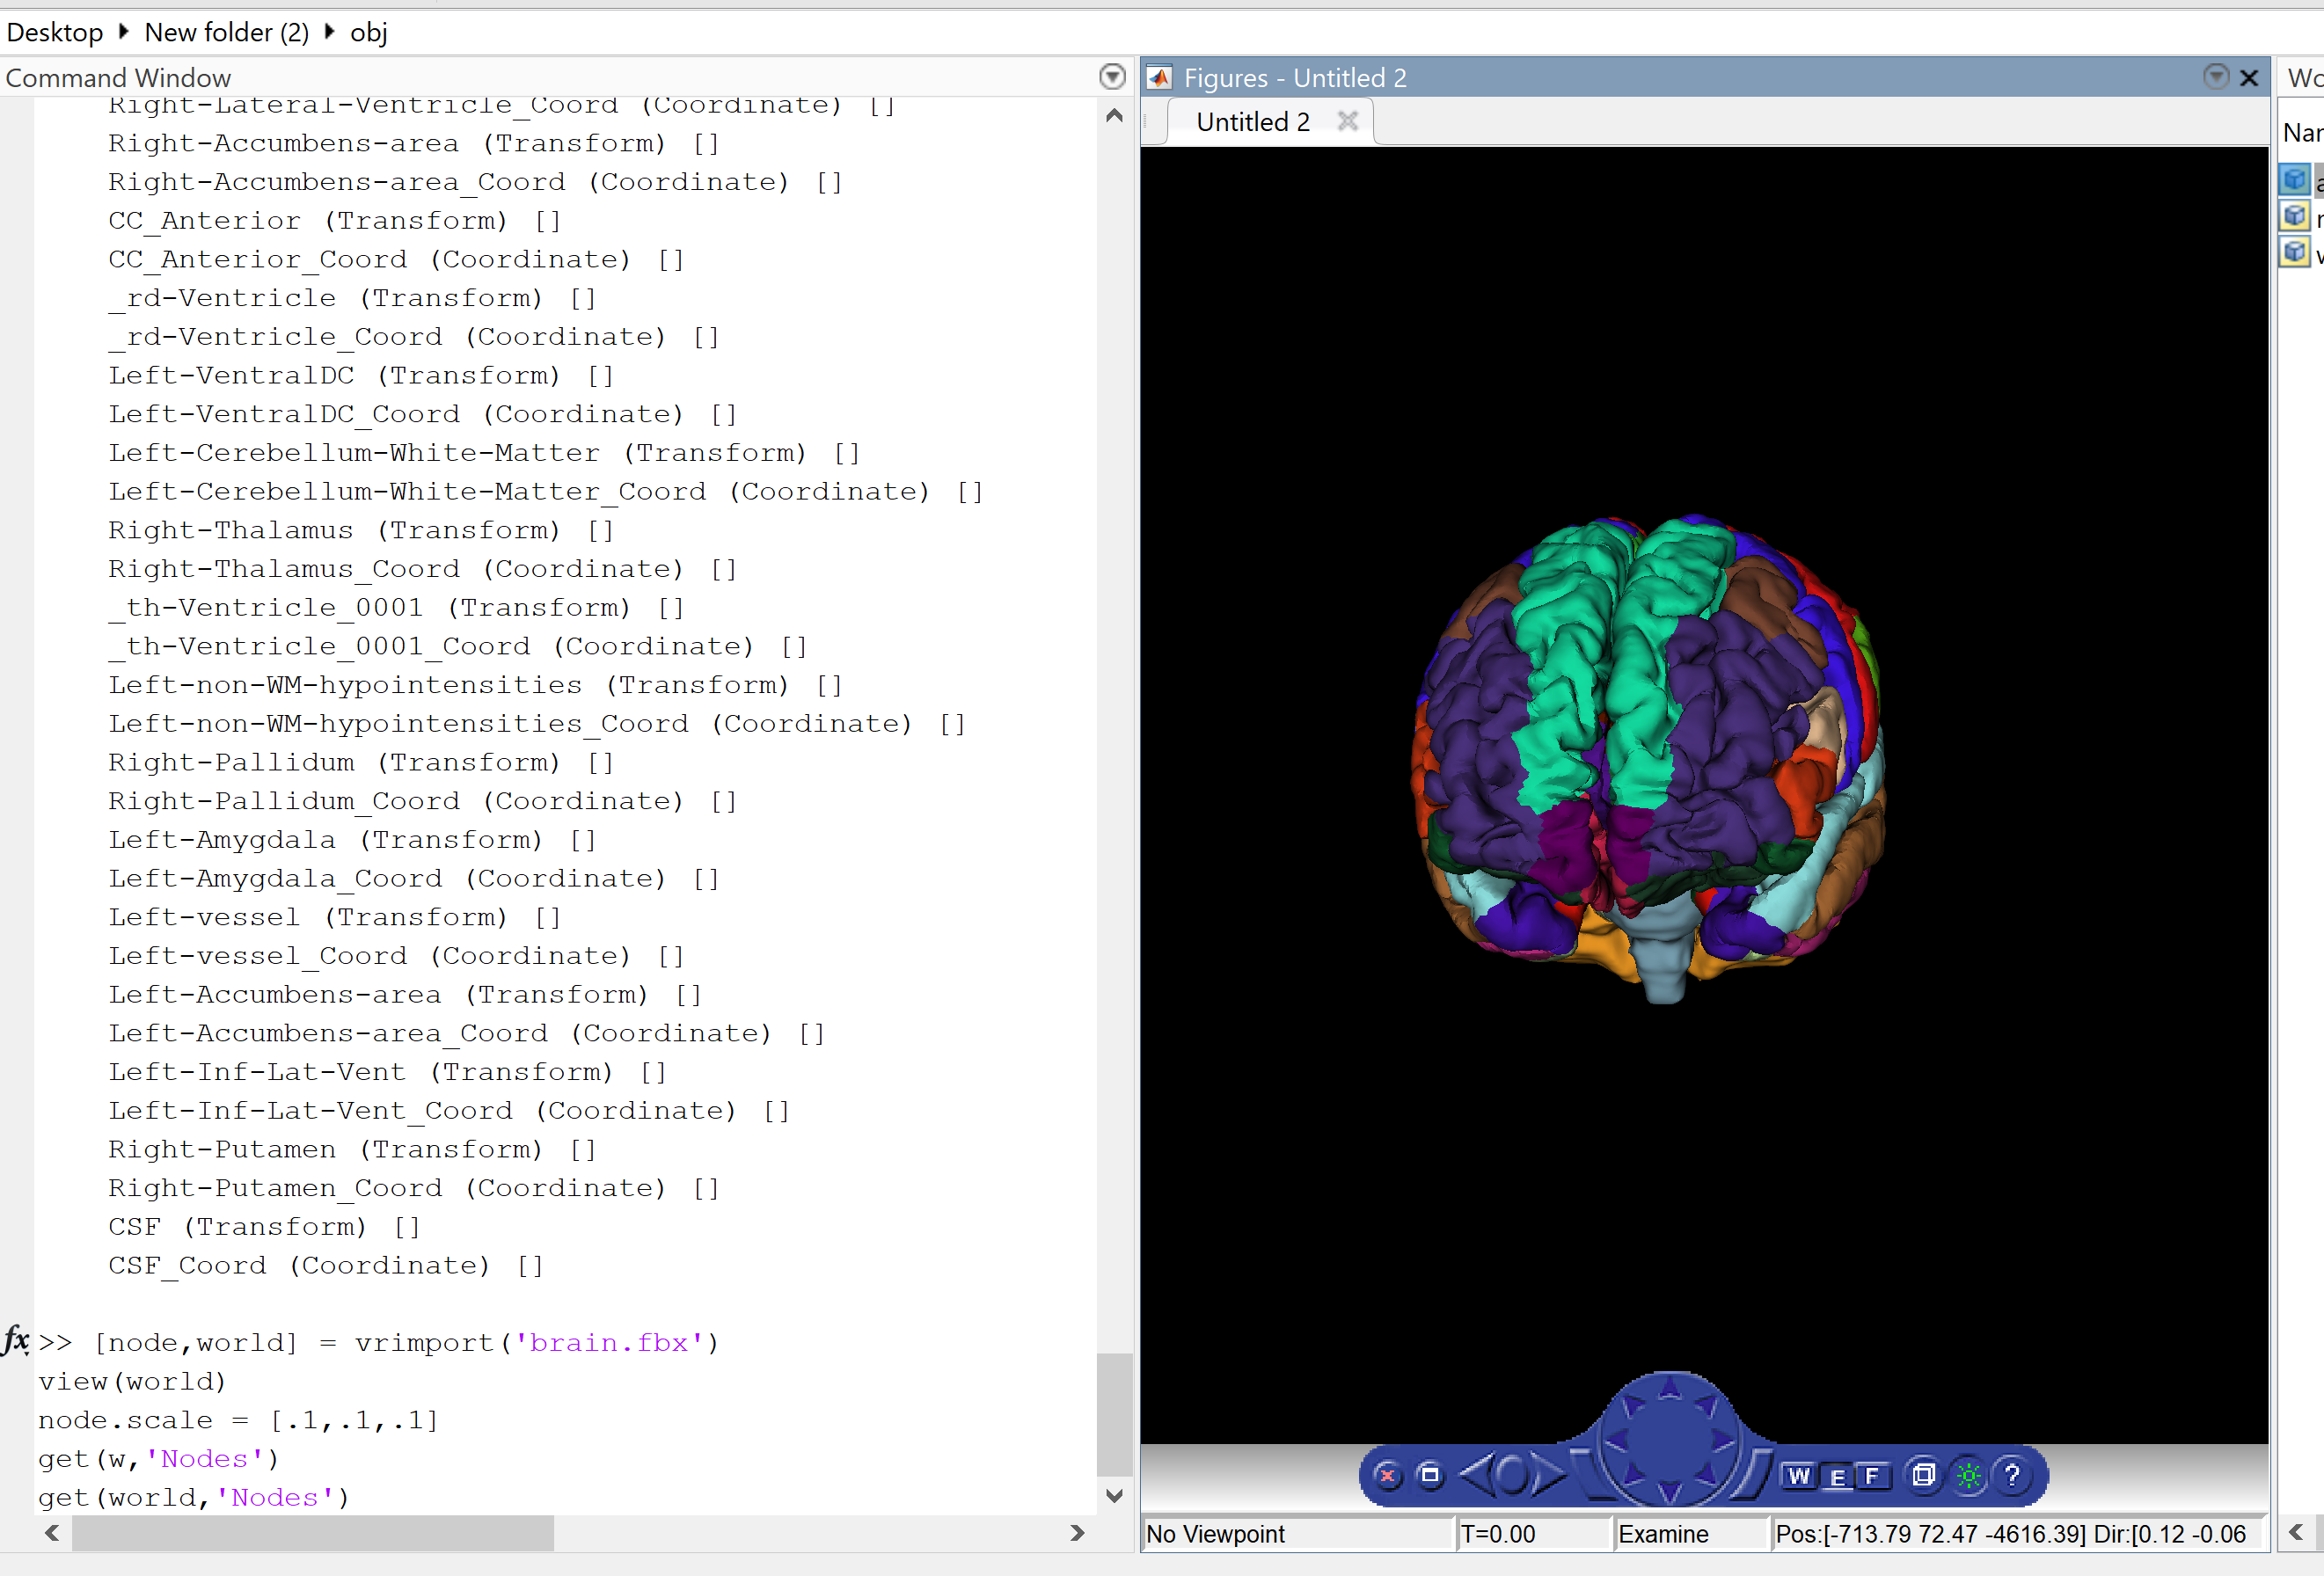 Desktop ▸ New folder (2) ▸ obj
Command Window
Right-Lateral-Ventricle_Coord (Coordinate) []
Right-Accumbens-area (Transform) []
Right-Accumbens-area_Coord (Coordinate) []
CC_Anterior (Transform) []
CC_Anterior_Coord (Coordinate) []
_rd-Ventricle (Transform) []
_rd-Ventricle_Coord (Coordinate) []
Left-VentralDC (Transform) []
Left-VentralDC_Coord (Coordinate) []
Left-Cerebellum-White-Matter (Transform) []
Left-Cerebellum-White-Matter_Coord (Coordinate) []
Right-Thalamus (Transform) []
Right-Thalamus_Coord (Coordinate) []
_th-Ventricle_0001 (Transform) []
_th-Ventricle_0001_Coord (Coordinate) []
Left-non-WM-hypointensities (Transform) []
Left-non-WM-hypointensities_Coord (Coordinate) []
Right-Pallidum (Transform) []
Right-Pallidum_Coord (Coordinate) []
Left-Amygdala (Transform) []
Left-Amygdala_Coord (Coordinate) []
Left-vessel (Transform) []
Left-vessel_Coord (Coordinate) []
Left-Accumbens-area (Transform) []
Left-Accumbens-area_Coord (Coordinate) []
Left-Inf-Lat-Vent (Transform) []
Left-Inf-Lat-Vent_Coord (Coordinate) []
Right-Putamen (Transform) []
Right-Putamen_Coord (Coordinate) []
CSF (Transform) []
CSF_Coord (Coordinate) []
fx >> [node,world] = vrimport('brain.fbx')
view(world)
node.scale = [.1,.1,.1]
get(w,'Nodes')
get(world,'Nodes')
Figures - Untitled 2
Untitled 2
W E F ?
No Viewpoint
T=0.00
Examine
Pos:[-713.79 72.47 -4616.39] Dir:[0.12 -0.06